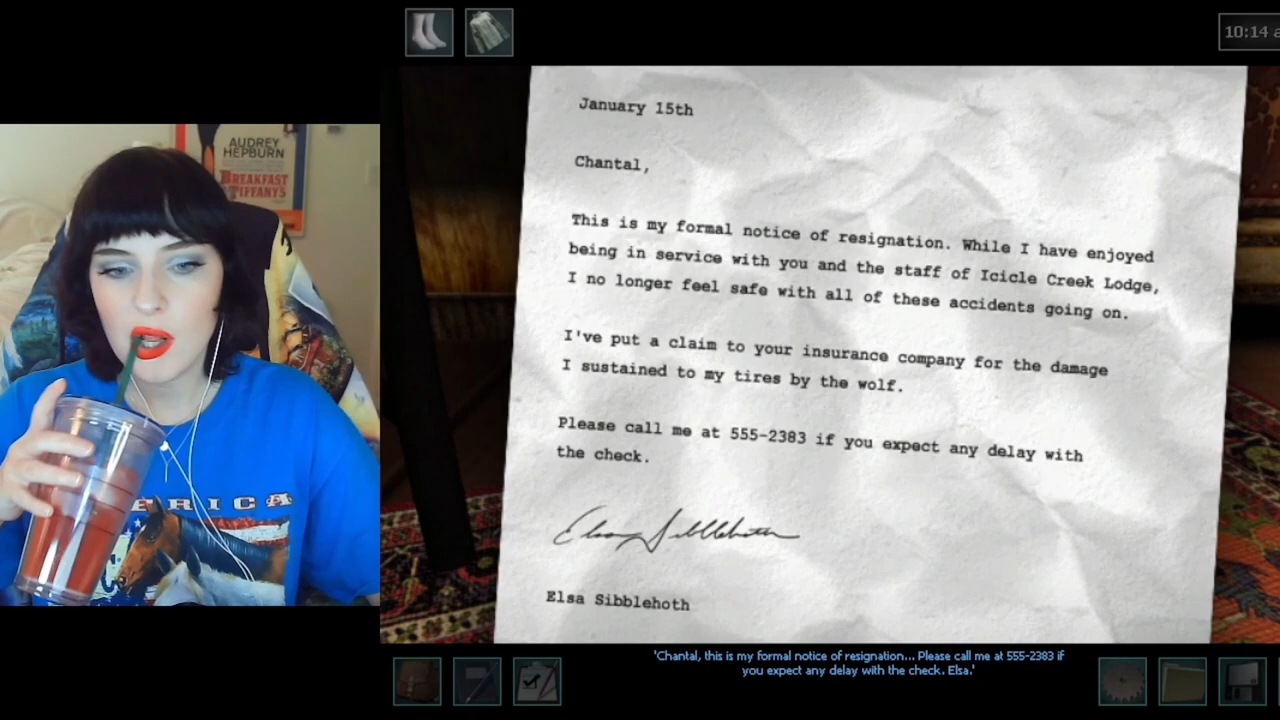 10:14 a
January 15th
Chantal,
This is my formal notice of resignation. While I have enjoyed
being in service with you and the staff of Icicle Creek Lodge,
I no longer feel safe with all of these accidents going on.
I've put a claim to your insurance company for the damage
I sustained to my tires by the wolf.
Please call me at 555-2383 if you expect any delay with
the check.
Elsa Sibblehoth
Elsa Sibblehoth
'Chantal, this is my formal notice of resignation... Please call me at 555-2383 if
you expect any delay with the check. Elsa.'
AUDREY
HEPBURN
BREAKFAST
TIFFANYS
ERICA